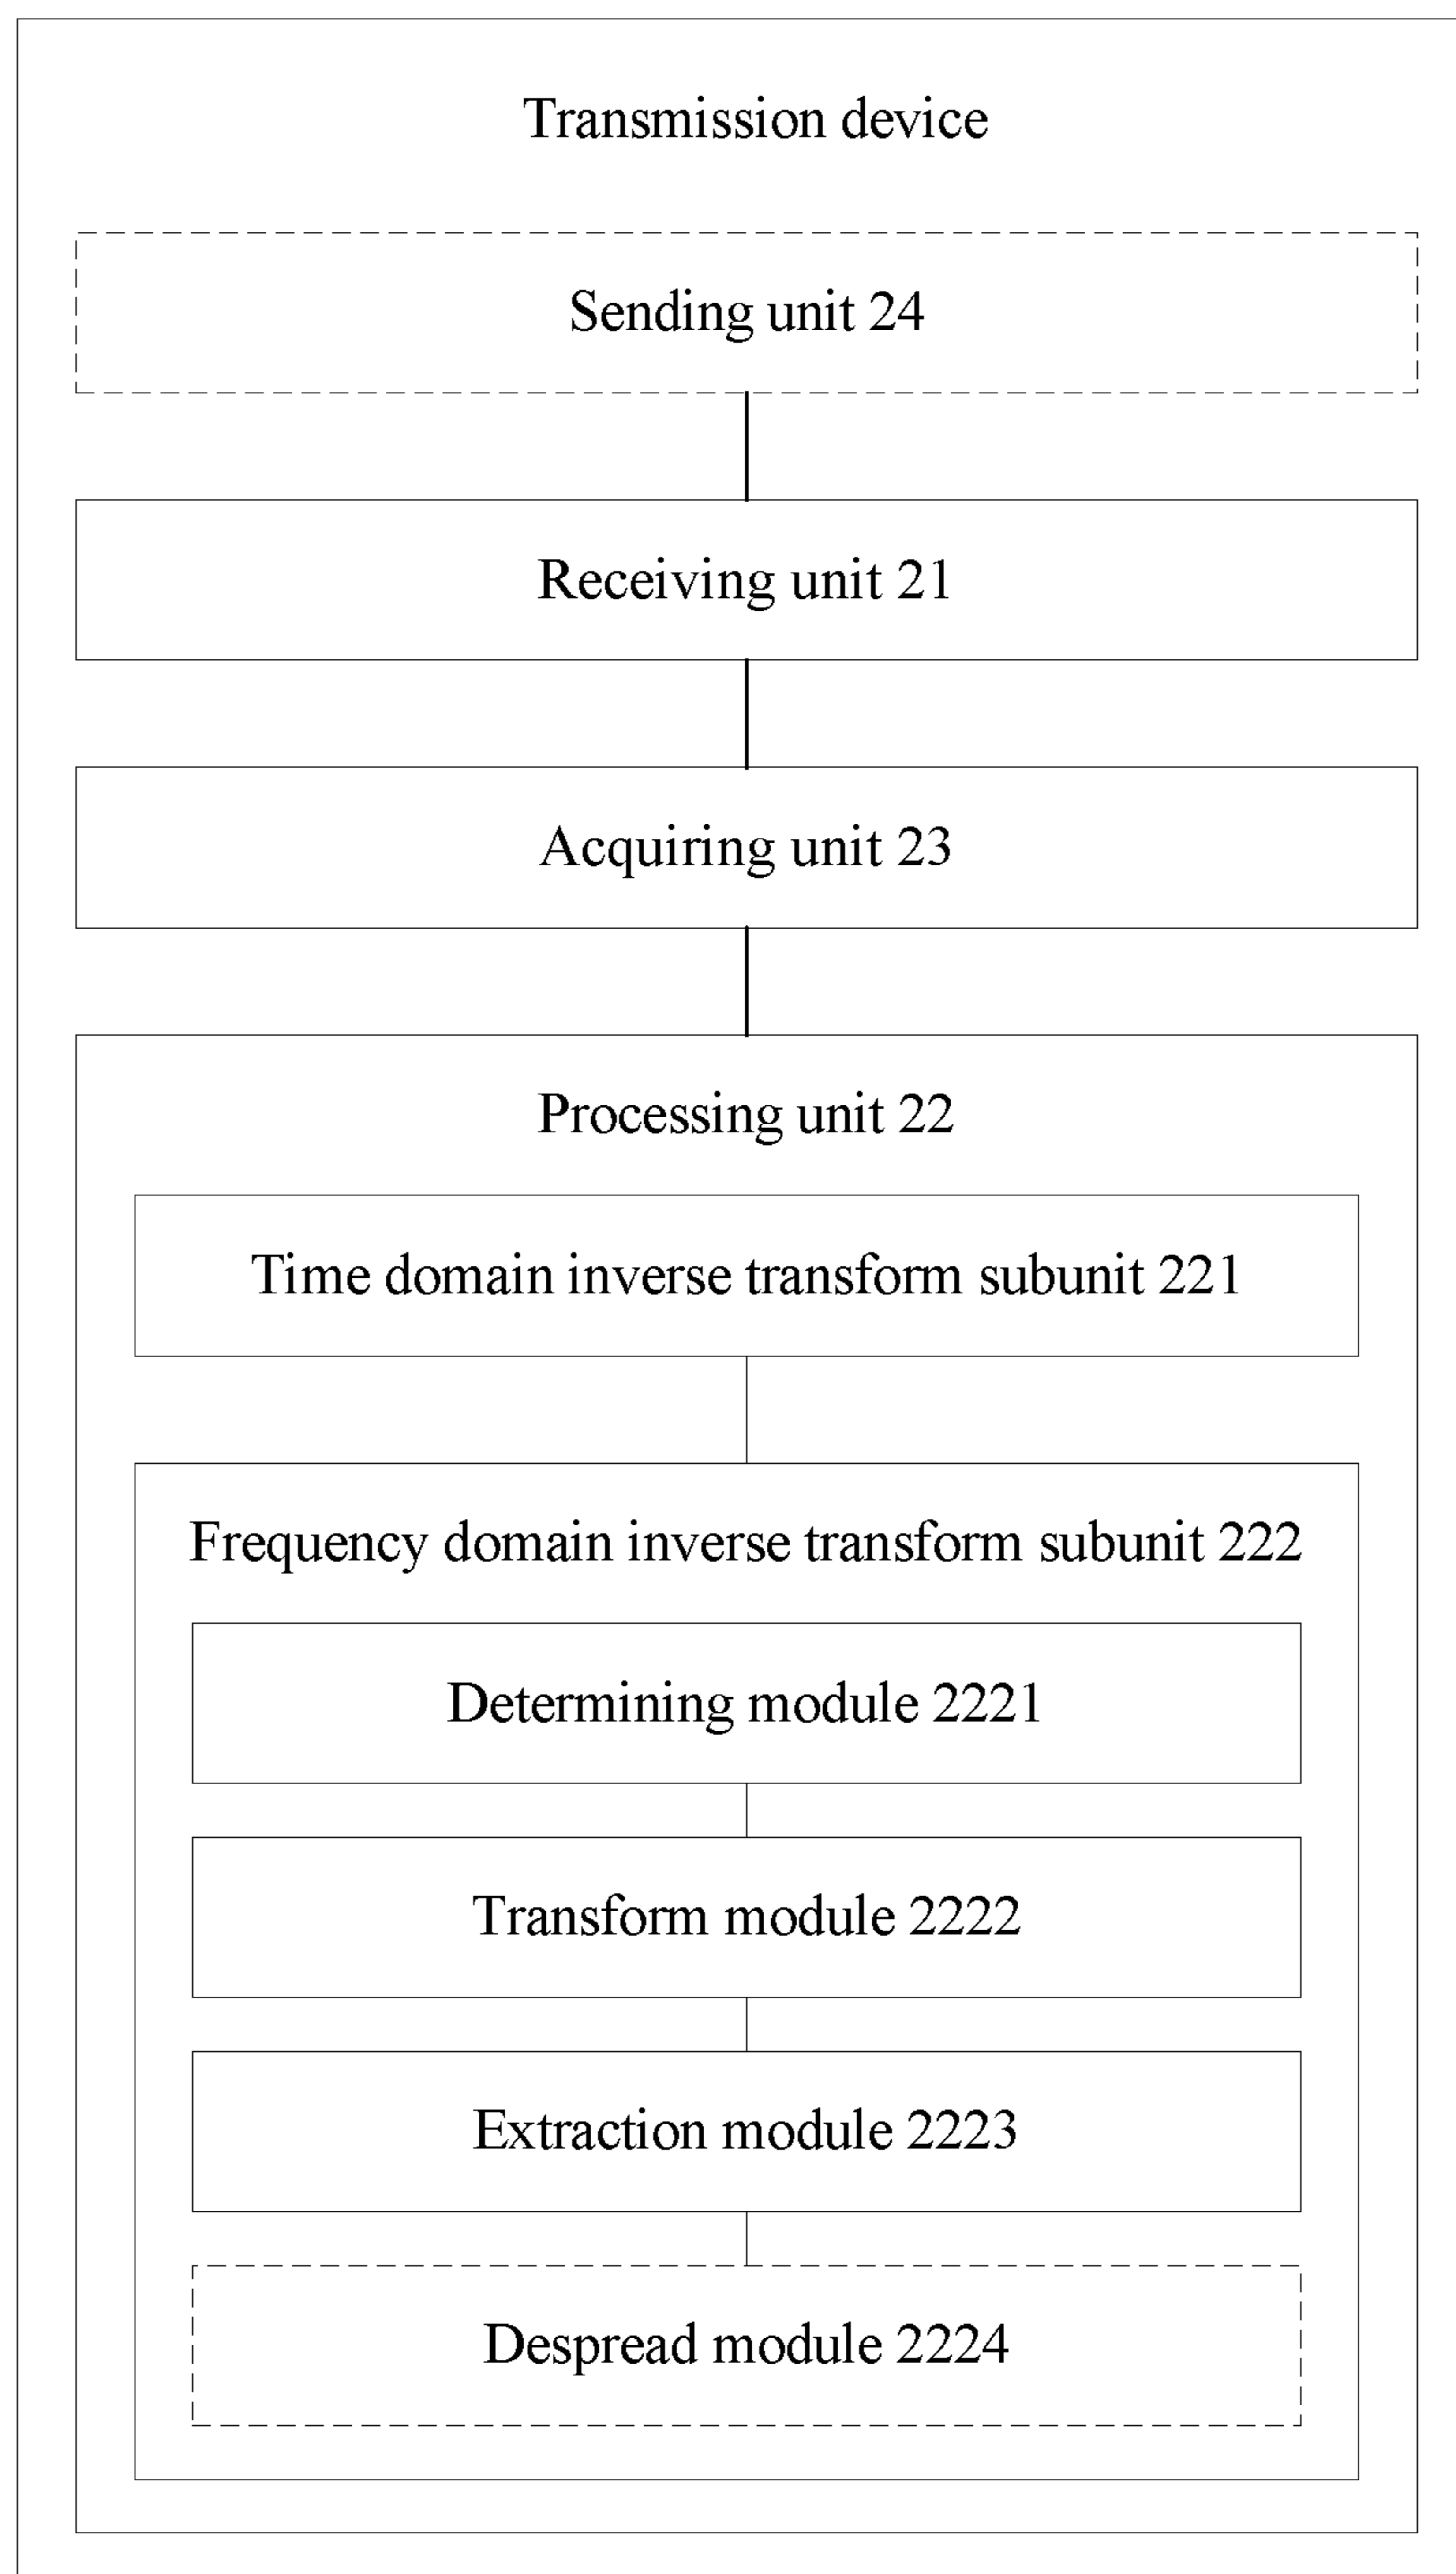 Transmission device
Sending unit 24
Receiving unit 21
Acquiring unit 23
Processing unit 22
Time domain inverse transform subunit 221
Frequency domain inverse transform subunit 222
Determining module 2221
Transform module 2222
Extraction module 2223
Despread module 2224